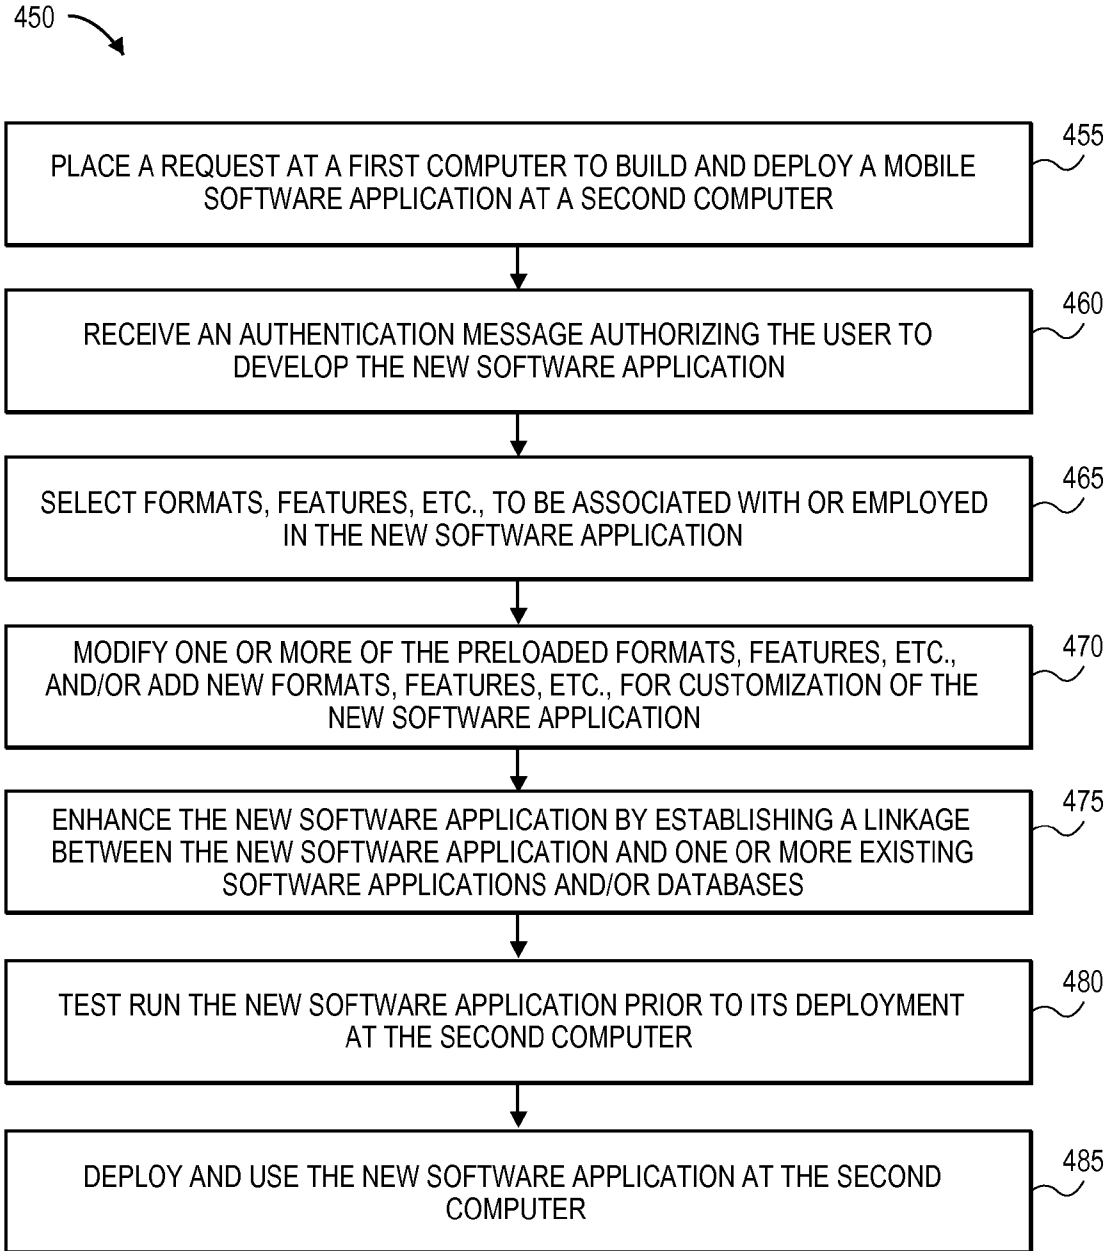 450
455
PLACE A REQUEST AT A FIRST COMPUTER TO BUILD AND DEPLOY A MOBILE
SOFTWARE APPLICATION AT A SECOND COMPUTER
460
RECEIVE AN AUTHENTICATION MESSAGE AUTHORIZING THE USER TO
DEVELOP THE NEW SOFTWARE APPLICATION
465
SELECT FORMATS, FEATURES, ETC., TO BE ASSOCIATED WITH OR EMPLOYED
IN THE NEW SOFTWARE APPLICATION
470
MODIFY ONE OR MORE OF THE PRELOADED FORMATS, FEATURES, ETC.,
AND/OR ADD NEW FORMATS, FEATURES, ETC., FOR CUSTOMIZATION OF THE
NEW SOFTWARE APPLICATION
475
ENHANCE THE NEW SOFTWARE APPLICATION BY ESTABLISHING A LINKAGE
BETWEEN THE NEW SOFTWARE APPLICATION AND ONE OR MORE EXISTING
SOFTWARE APPLICATIONS AND/OR DATABASES
480
TEST RUN THE NEW SOFTWARE APPLICATION PRIOR TO ITS DEPLOYMENT
AT THE SECOND COMPUTER
485
DEPLOY AND USE THE NEW SOFTWARE APPLICATION AT THE SECOND
COMPUTER